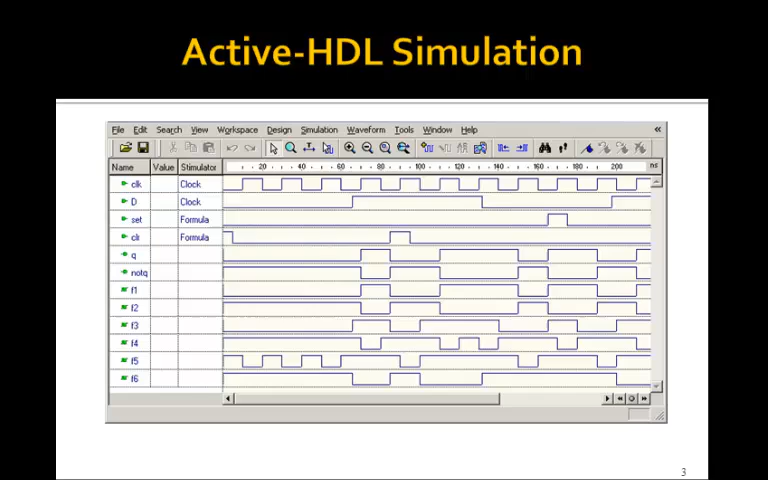 Active-HDL Simulation
File Edit Search View Workspace Design Simulation Waveform Tools Window Help
Name Value Stimulator 20 40 60 80 100 120 140 160 180 200 ns
clk Clock
D Clock
set Formula
clr Formula
q
notq
f1
f2
f3
f4
f5
f6
3